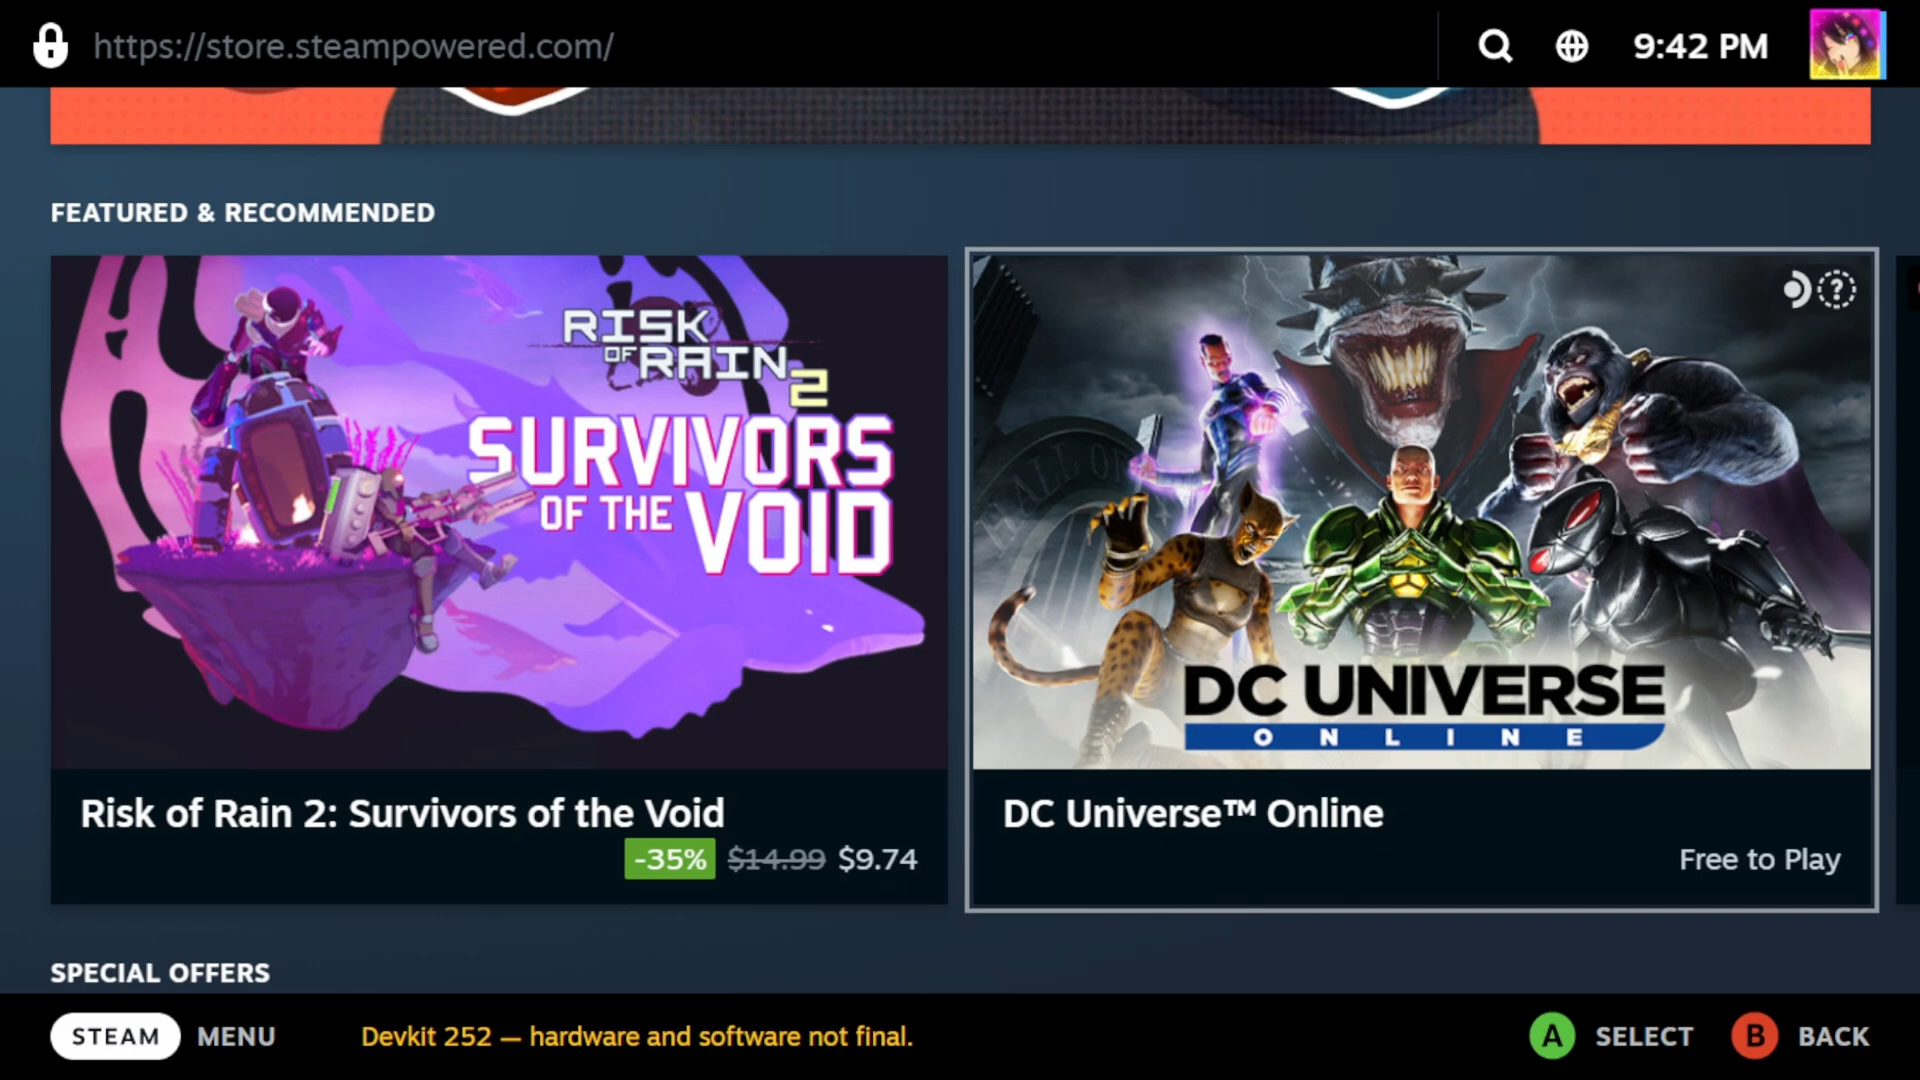 https://store.steampowered.com/
9:42 PM
FEATURED & RECOMMENDED
RISK
OF RAIN 2
SURVIVORS
OF THE VOID
HALL OF
DC UNIVERSE
ONLINE
Risk of Rain 2: Survivors of the Void
-35% $14.99 $9.74
DC Universe™ Online
Free to Play
SPECIAL OFFERS
STEAM MENU
Devkit 252 — hardware and software not final.
A SELECT B BACK